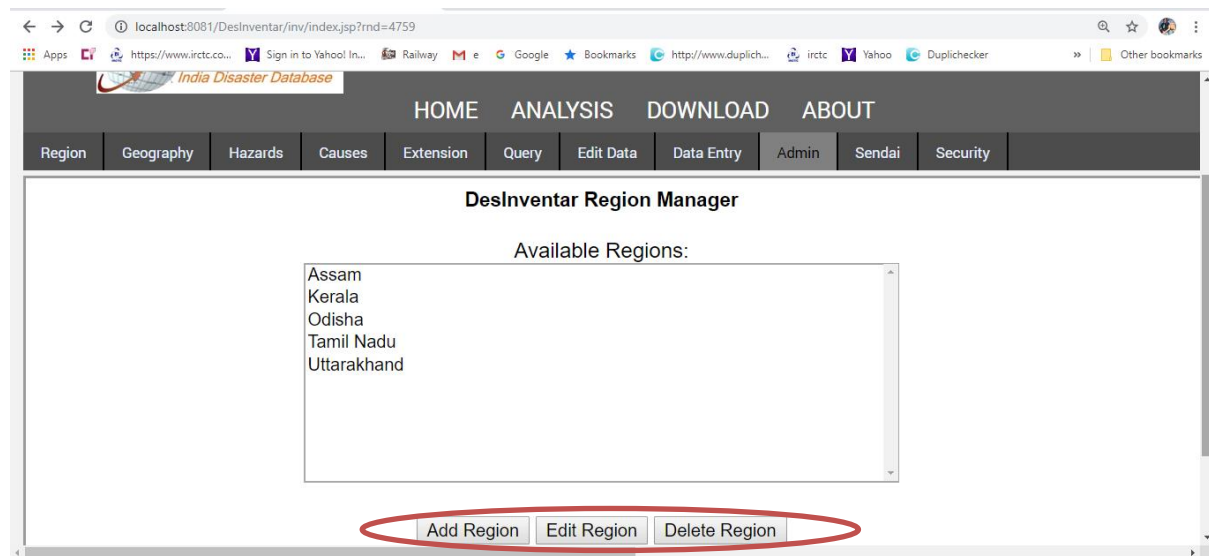 localhost:8081/DesInventar/inv/index.jsp?rnd=4759
Apps https://www.irctc.co... Sign in to Yahoo! In... Railway e Google Bookmarks http://www.duplich... irctc Yahoo Duplichecker » Other bookmarks
India Disaster Database
HOME ANALYSIS DOWNLOAD ABOUT
Region Geography Hazards Causes Extension Query Edit Data Data Entry Admin Sendai Security
DesInventar Region Manager
Available Regions:
Assam
Kerala
Odisha
Tamil Nadu
Uttarakhand
Add Region Edit Region Delete Region